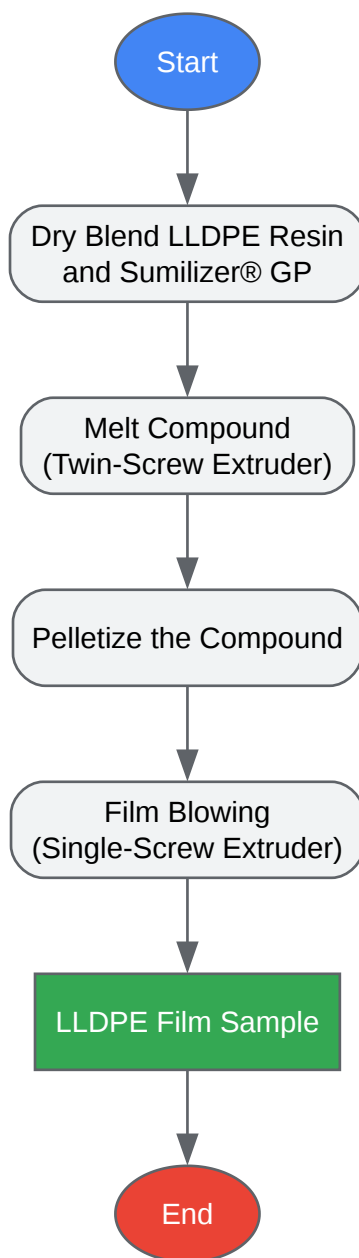 Start
Dry Blend LLDPE Resin
and Sumilizer® GP
Melt Compound
(Twin-Screw Extruder)
Pelletize the Compound
Film Blowing
(Single-Screw Extruder)
LLDPE Film Sample
End